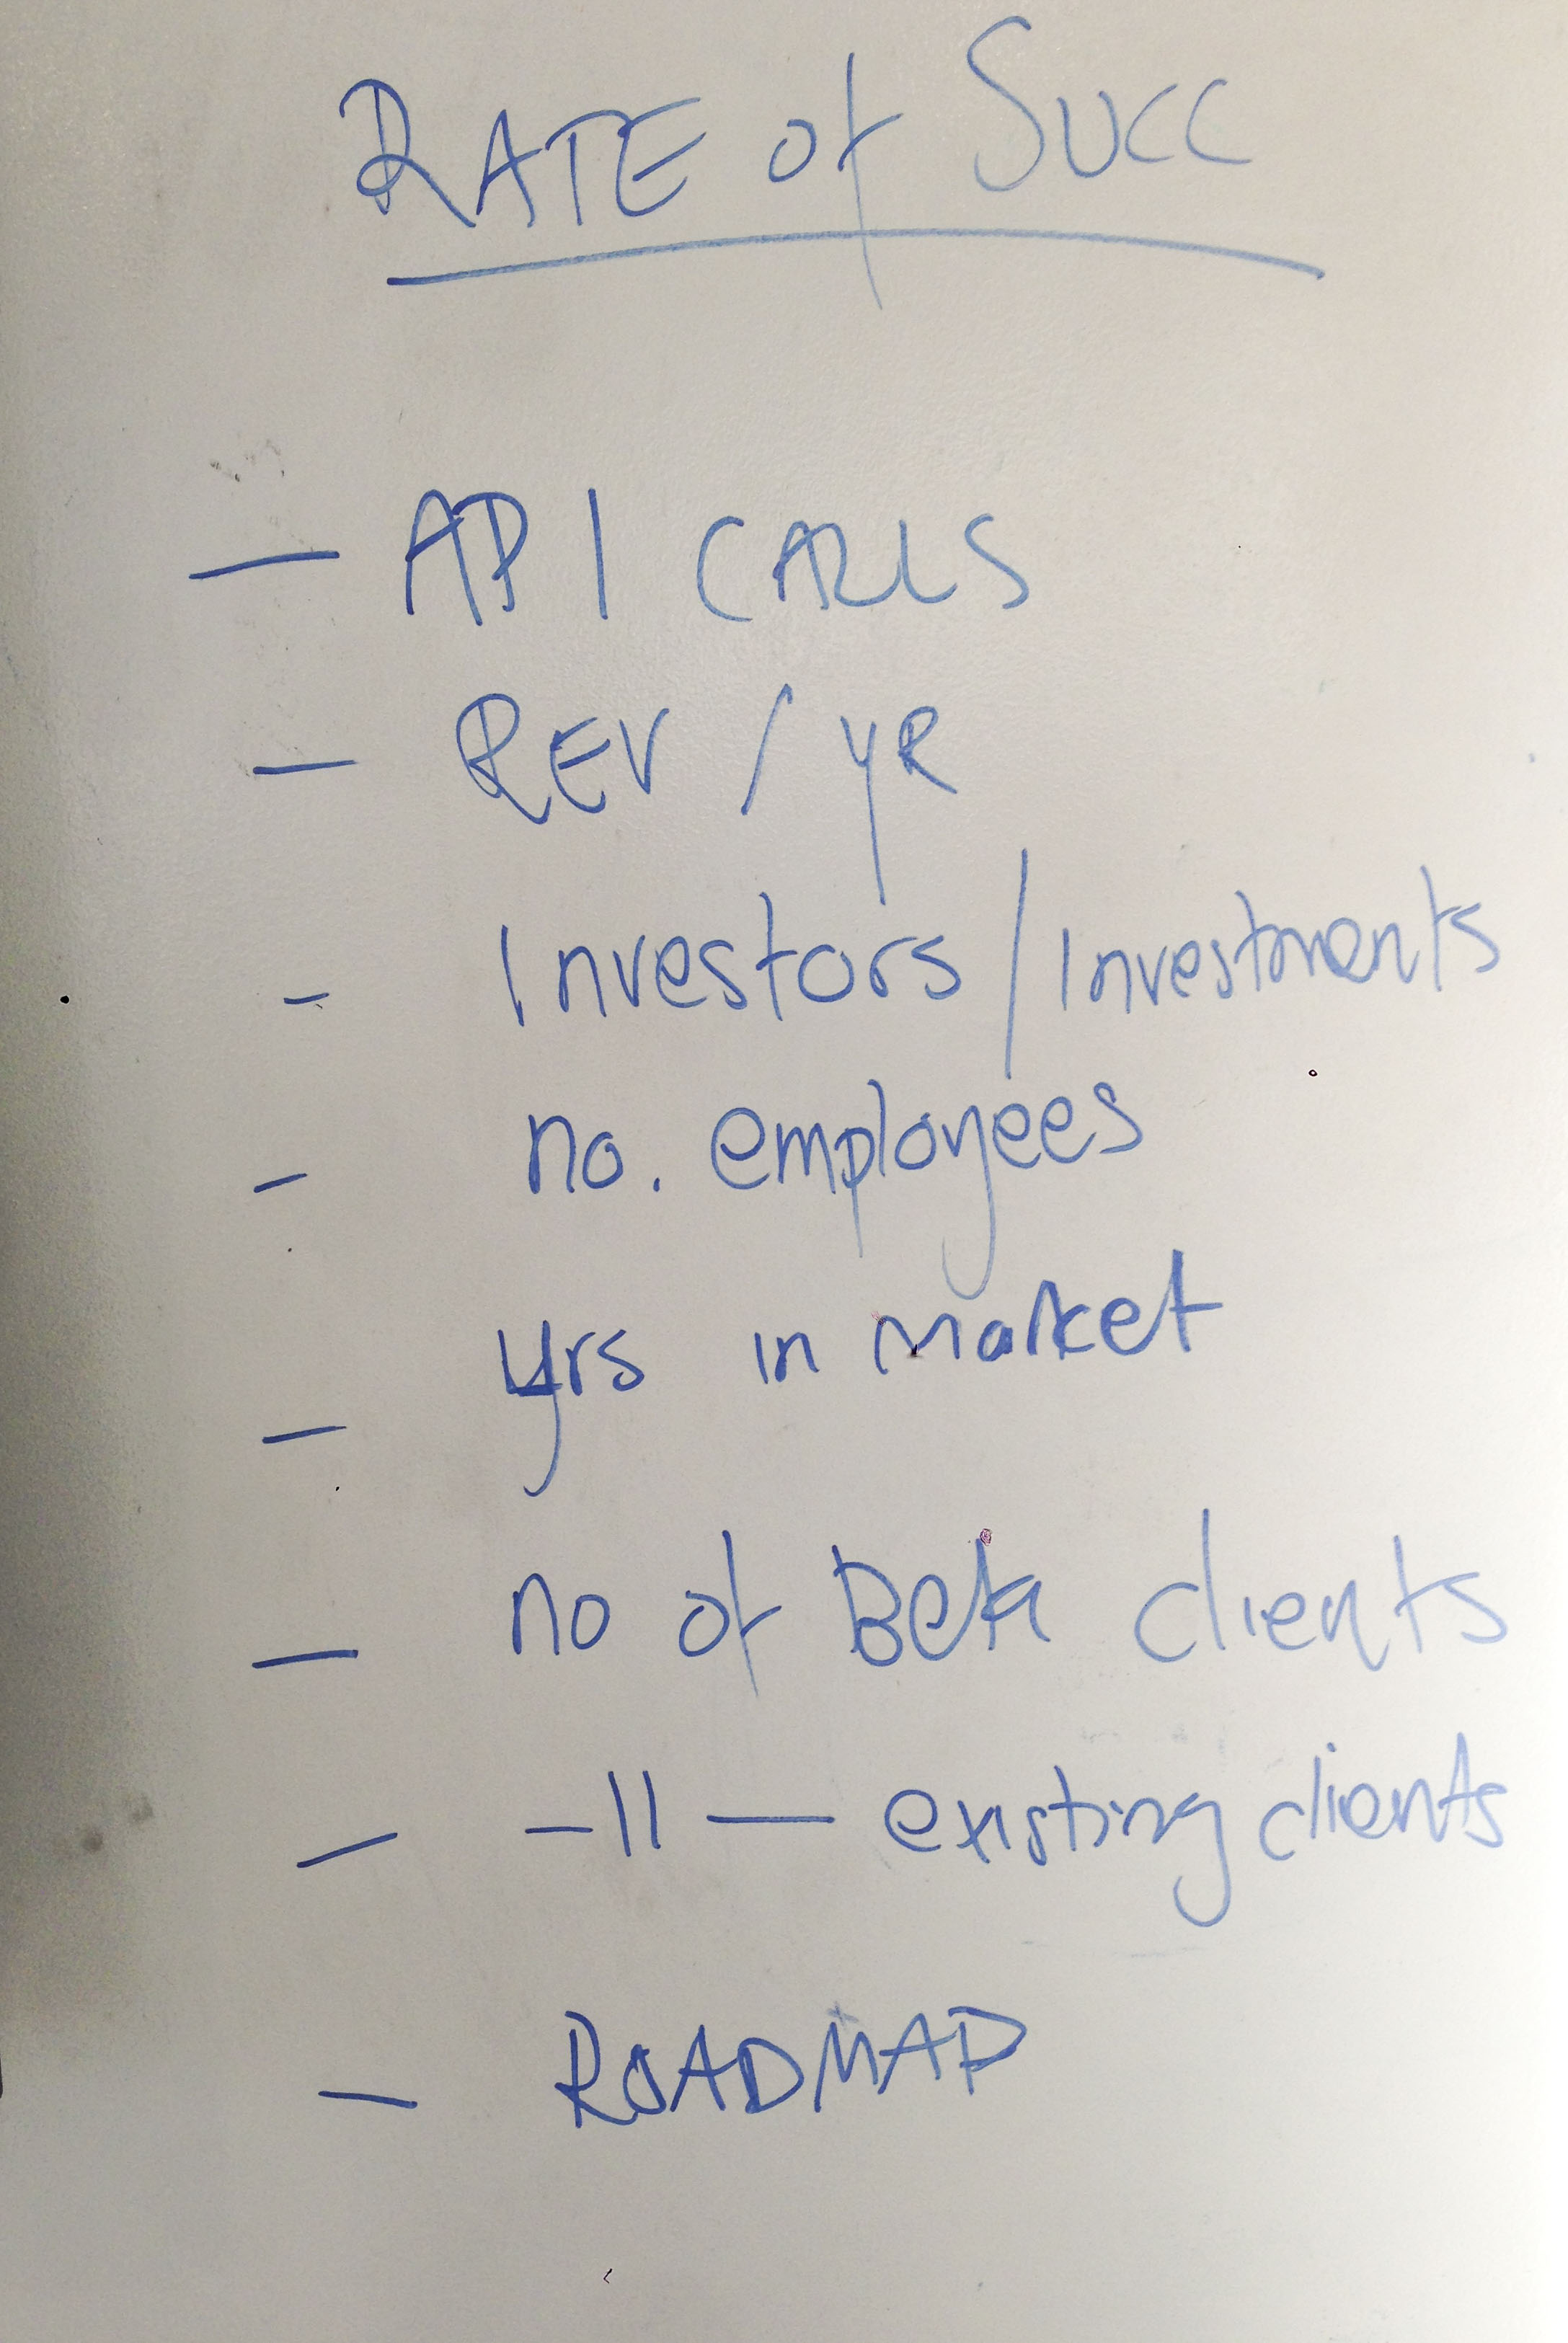 RATE of SUCC
- API CALLS
- REV / YR
- Investors / Investments
- no. employees
- yrs in market
- no of Beta clients
- -||- existing clients
- ROADMAP